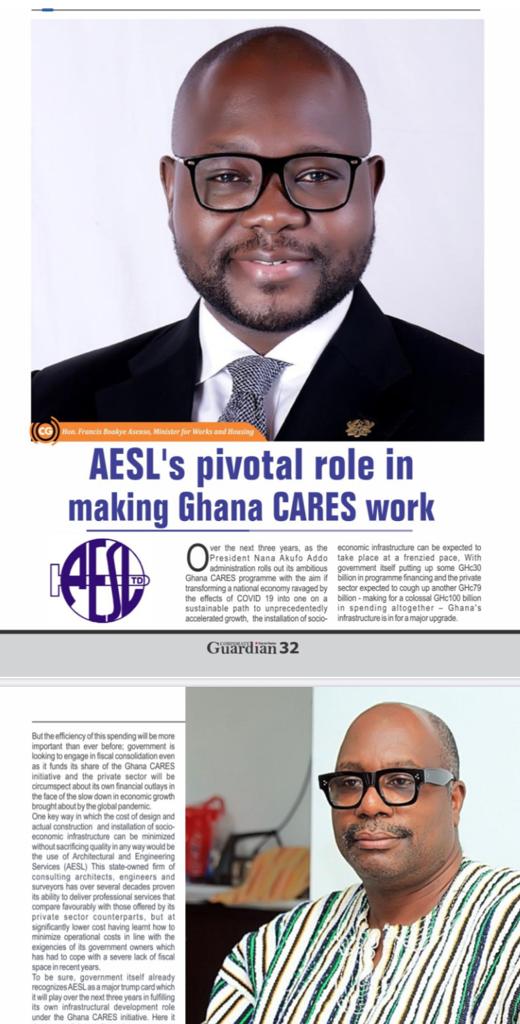 CG
Hon. Francis Boakye Asenso, Minister for Works and Housing
AESL's pivotal role in
making Ghana CARES work
AESL
TD
Over the next three years, as the
President Nana Akufo Addo
administration rolls out its ambitious
Ghana CARES programme with the aim if
transforming a national economy ravaged by
the effects of COVID 19 into one on a
sustainable path to unprecedentedly
accelerated growth, the installation of socio-
economic infrastructure can be expected to
take place at a frenzied pace, With
government itself putting up some GHc30
billion in programme financing and the private
sector expected to cough up another GHc79
billion - making for a colossal GHc100 billion
in spending altogether – Ghana's
infrastructure is in for a major upgrade.
CORPORATE
Guardian 32
But the efficiency of this spending will be more
important than ever before; government is
looking to engage in fiscal consolidation even
as it funds its share of the Ghana CARES
initiative and the private sector will be
circumspect about its own financial outlays in
the face of the slow down in economic growth
brought about by the global pandemic.
One key way in which the cost of design and
actual construction and installation of socio-
economic infrastructure can be minimized
without sacrificing quality in any way would be
the use of Architectural and Engineering
Services (AESL) This state-owned firm of
consulting architects, engineers and
surveyors has over several decades proven
its ability to deliver professional services that
compare favourably with those offered by its
private sector counterparts, but at
significantly lower cost having learnt how to
minimize operational costs in line with the
exigencies of its government owners which
has had to cope with a severe lack of fiscal
space in recent years.
To be sure, government itself already
recognizes AESL as a major trump card which
it will play over the next three years in fulfilling
its own infrastructural development role
under the Ghana CARES initiative. Here it